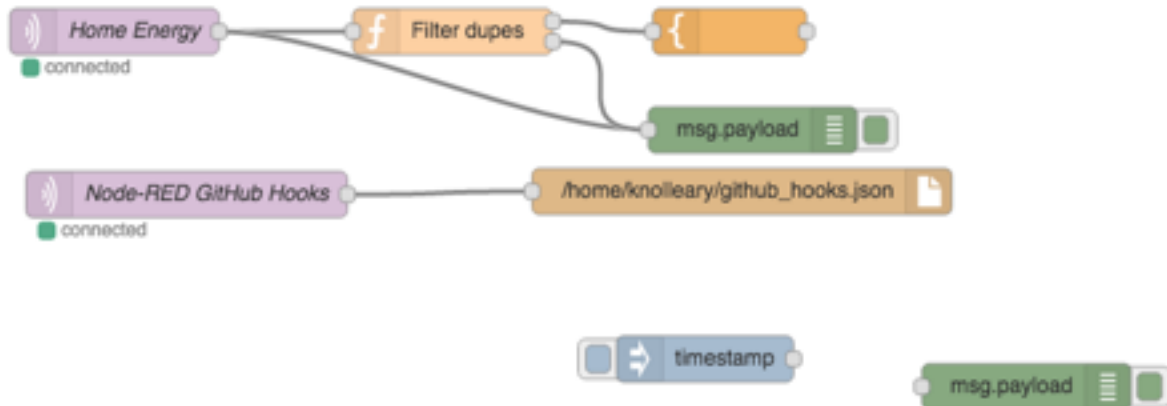 Home Energy
Filter dupes
{
connected
msg.payload
Node-RED GitHub Hooks
/home/knolleary/github_hooks.json
connected
timestamp
msg.payload